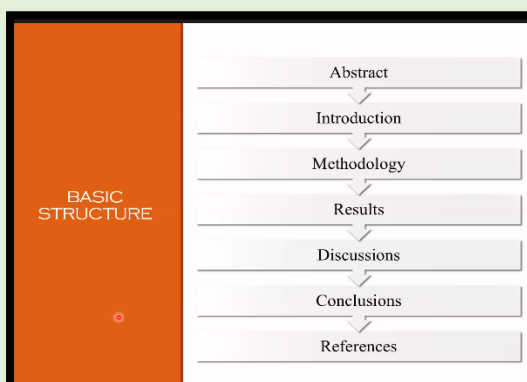 BASIC
STRUCTURE
Abstract
Introduction
Methodology
Results
Discussions
Conclusions
References